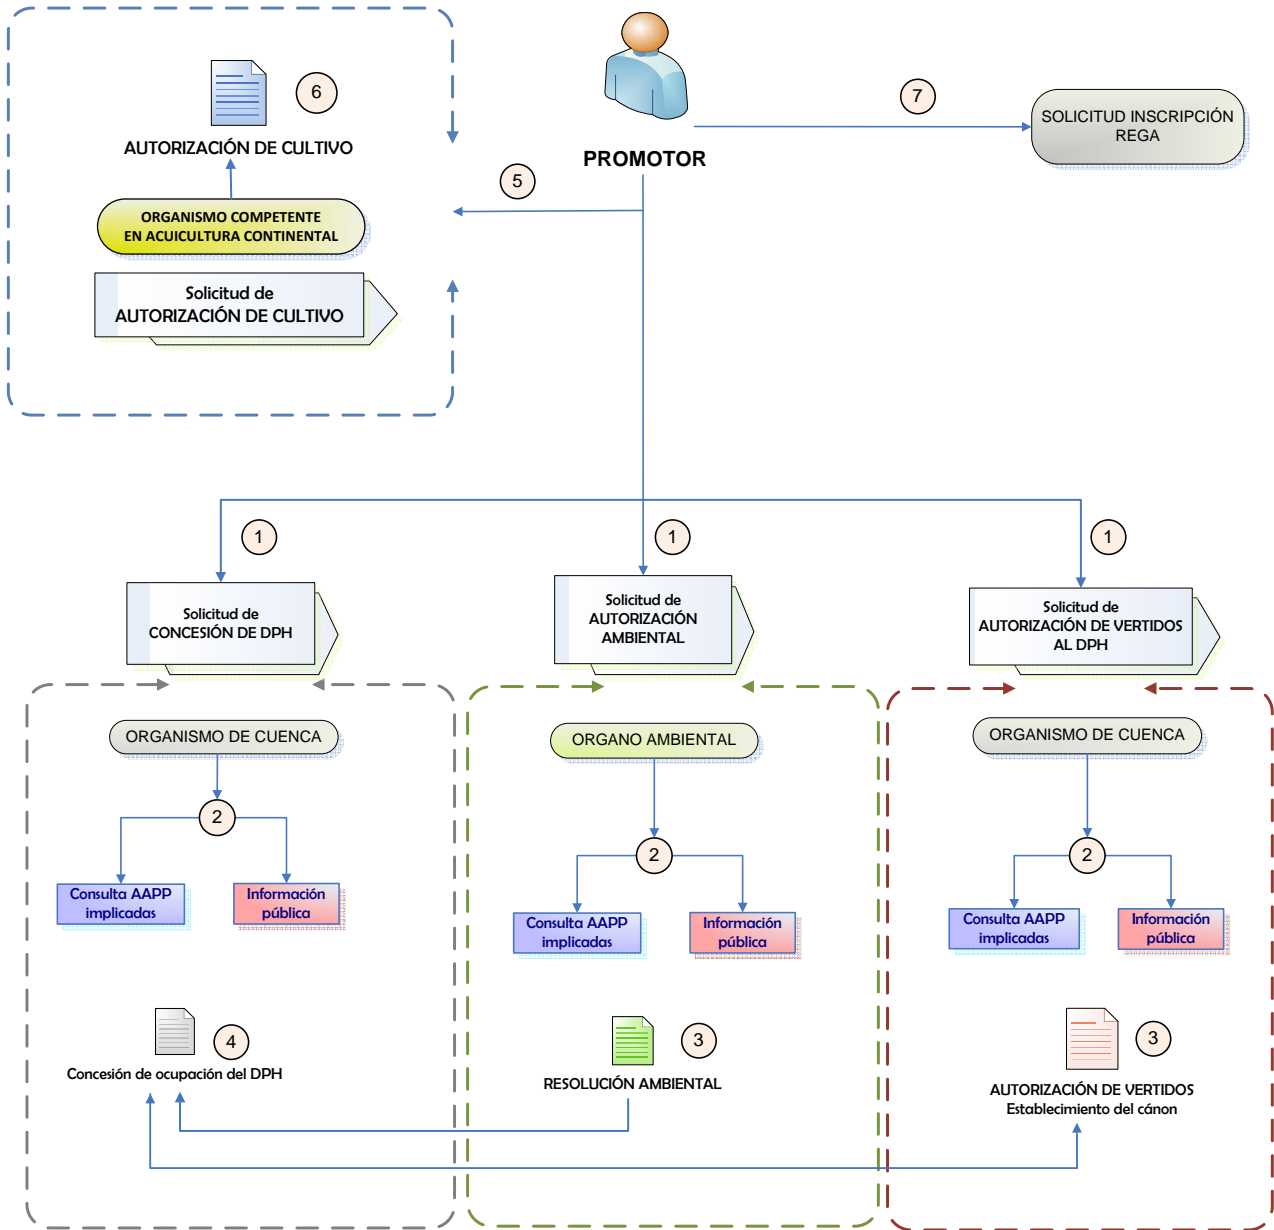 6
AUTORIZACIÓN DE CULTIVO
ORGANISMO COMPETENTE
EN ACUICULTURA CONTINENTAL
Solicitud de
AUTORIZACIÓN DE CULTIVO
PROMOTOR
5
7
SOLICITUD INSCRIPCIÓN
REGA
1
1
1
Solicitud de
CONCESIÓN DE DPH
Solicitud de
AUTORIZACIÓN
AMBIENTAL
Solicitud de
AUTORIZACIÓN DE VERTIDOS
AL DPH
ORGANISMO DE CUENCA
2
Consulta AAPP
implicadas
Información
pública
4
Concesión de ocupación del DPH
ORGANO AMBIENTAL
2
Consulta AAPP
implicadas
Información
pública
3
RESOLUCIÓN AMBIENTAL
ORGANISMO DE CUENCA
2
Consulta AAPP
implicadas
Información
pública
3
AUTORIZACIÓN DE VERTIDOS
Establecimiento del cánon